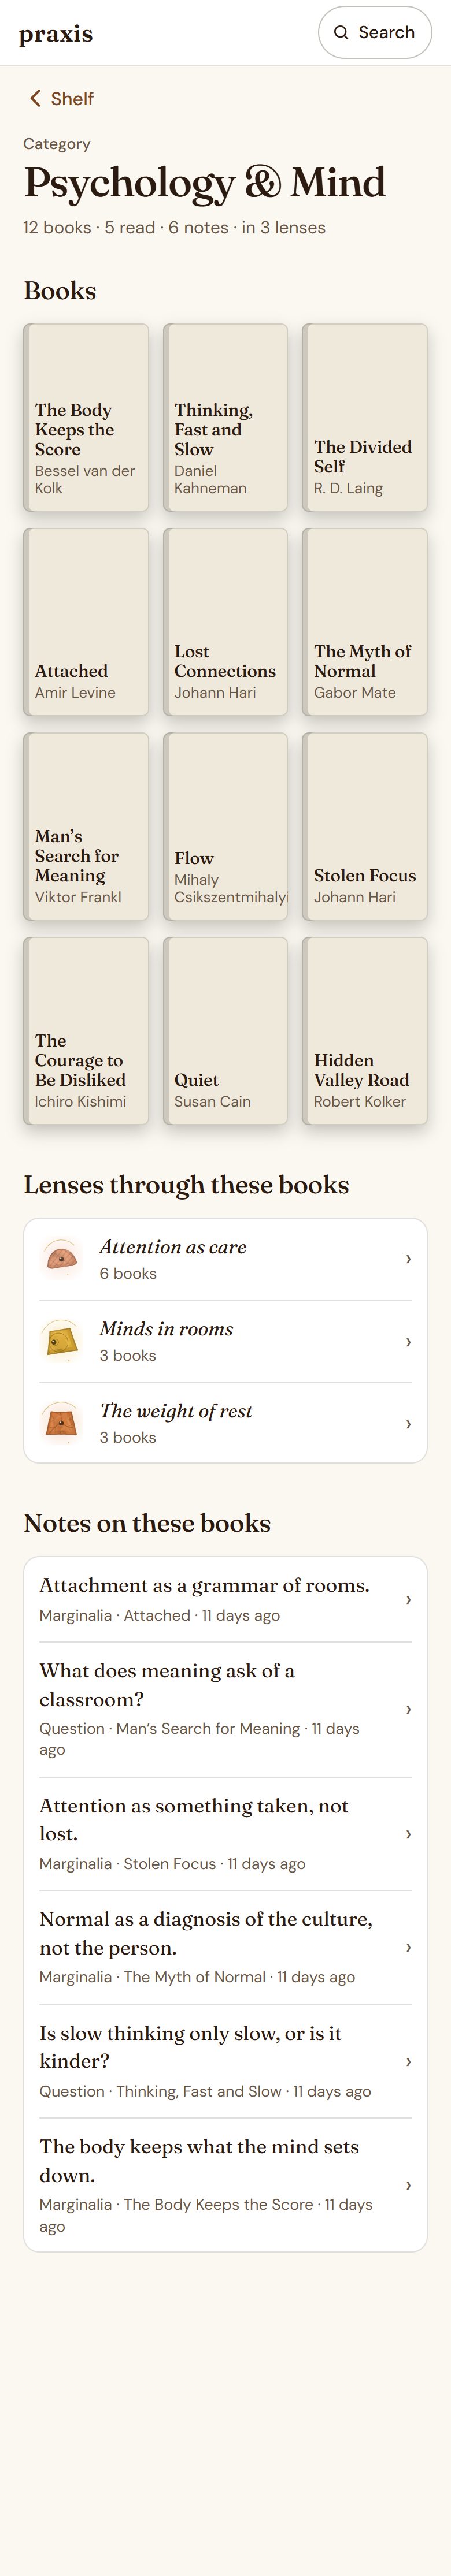 praxis
Search
Shelf
Category
Psychology & Mind
12 books · 5 read · 6 notes · in 3 lenses
Books
The Body
Keeps the
Score
Bessel van der
Kolk
Thinking,
Fast and
Slow
Daniel
Kahneman
The Divided
Self
R. D. Laing
Attached
Amir Levine
Lost
Connections
Johann Hari
The Myth of
Normal
Gabor Mate
Man’s
Search for
Meaning
Viktor Frankl
Flow
Mihaly
Csikszentmihalyi
Stolen Focus
Johann Hari
The
Courage to
Be Disliked
Ichiro Kishimi
Quiet
Susan Cain
Hidden
Valley Road
Robert Kolker
Lenses through these books
Attention as care
6 books
Minds in rooms
3 books
The weight of rest
3 books
Notes on these books
Attachment as a grammar of rooms.
Marginalia · Attached · 11 days ago
What does meaning ask of a
classroom?
Question · Man’s Search for Meaning · 11 days
ago
Attention as something taken, not
lost.
Marginalia · Stolen Focus · 11 days ago
Normal as a diagnosis of the culture,
not the person.
Marginalia · The Myth of Normal · 11 days ago
Is slow thinking only slow, or is it
kinder?
Question · Thinking, Fast and Slow · 11 days ago
The body keeps what the mind sets
down.
Marginalia · The Body Keeps the Score · 11 days
ago